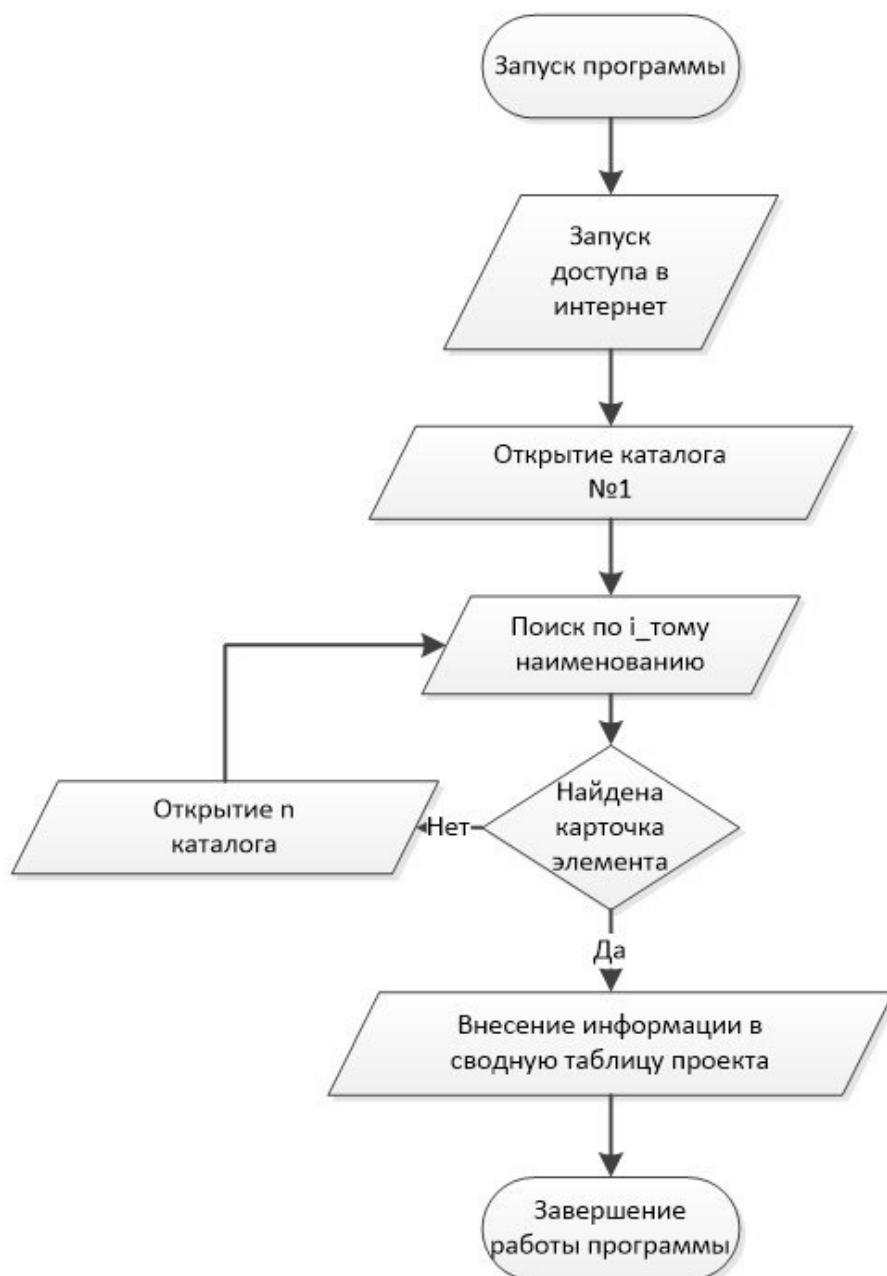 Запуск программы
Запуск
доступа в
интернет
Открытие каталога
№1
Поиск по i_тому
наименованию
Найдена
карточка
элемента
Нет
Открытие n
каталога
Да
Внесение информации в
сводную таблицу проекта
Завершение
работы программы